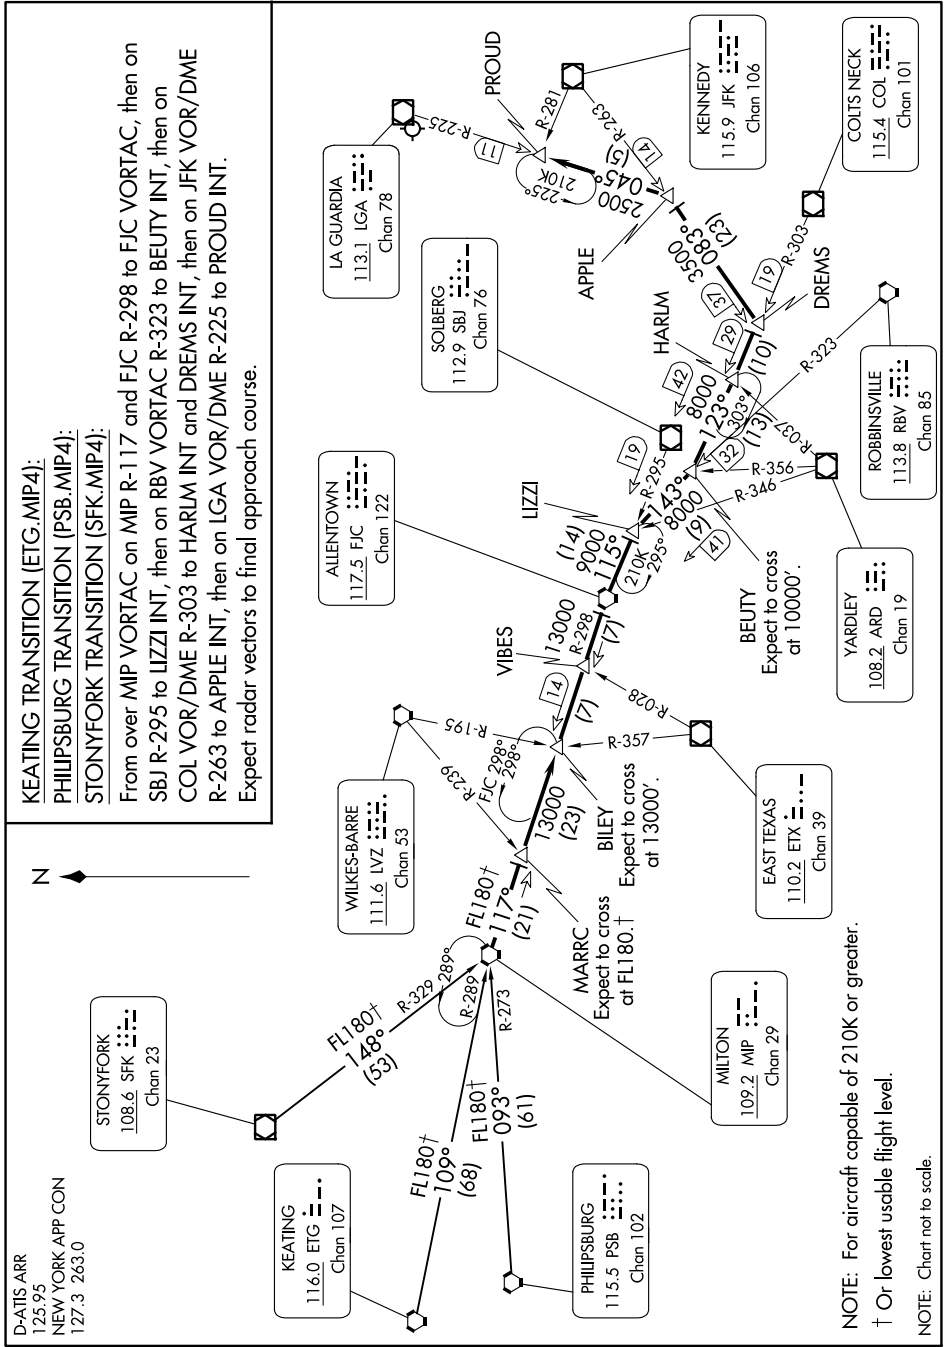 D-ATIS ARR
125.95
NEW YORK APP CON
127.3 263.0
KEATING TRANSITION (ETG.MIP4):
PHILIPSBURG TRANSITION (PSB.MIP4):
STONYFORK TRANSITION (SFK.MIP4):
From over MIP VORTAC on MIP R-117 and FJC R-298 to FJC VORTAC, then on
SBJ R-295 to LIZZI INT, then on RBV VORTAC R-323 to BEUTY INT, then on
COL VOR/DME R-303 to HARLM INT and DREMS INT, then on JFK VOR/DME
R-263 to APPLE INT, then on LGA VOR/DME R-225 to PROUD INT.
Expect radar vectors to final approach course.
N
STONYFORK
108.6 SFK
Chan 23
KEATING
116.0 ETG
Chan 107
PHILIPSBURG
115.5 PSB
Chan 102
MILTON
109.2 MIP
Chan 29
WILKES-BARRE
111.6 LVZ
Chan 53
EAST TEXAS
110.2 ETX
Chan 39
ALLENTOWN
117.5 FJC
Chan 122
SOLBERG
112.9 SBJ
Chan 76
YARDLEY
108.2 ARD
Chan 19
ROBBINSVILLE
113.8 RBV
Chan 85
LA GUARDIA
113.1 LGA
Chan 78
KENNEDY
115.9 JFK
Chan 106
COLTS NECK
115.4 COL
Chan 101
FL180†
148°
(53)
R-329
FL180†
109°
(68)
R-289
289°
FL180†
093°
(61)
R-273
FL180†
117°
(21)
MARRC
Expect to cross
at FL180.†
R-239
R-195
13000
(23)
FJC 298°
298°
BILEY
Expect to cross
at 13000'.
R-357
R-028
14
(7)
VIBES
13000
R-298
(7)
(14)
9000
115°
210K
295°
LIZZI
R-295
19
143°
8000
(9)
41
R-346
R-356
R-037
BEUTY
Expect to cross
at 10000'.
42
8000
123°
(13)
32
303°
HARLM
R-323
29
(10)
DREMS
19
R-303
37
3500
083°
(23)
APPLE
14
R-263
2500
045°
(5)
210K
225°
PROUD
11
R-225
R-281
NOTE: For aircraft capable of 210K or greater.
† Or lowest usable flight level.
NOTE: Chart not to scale.